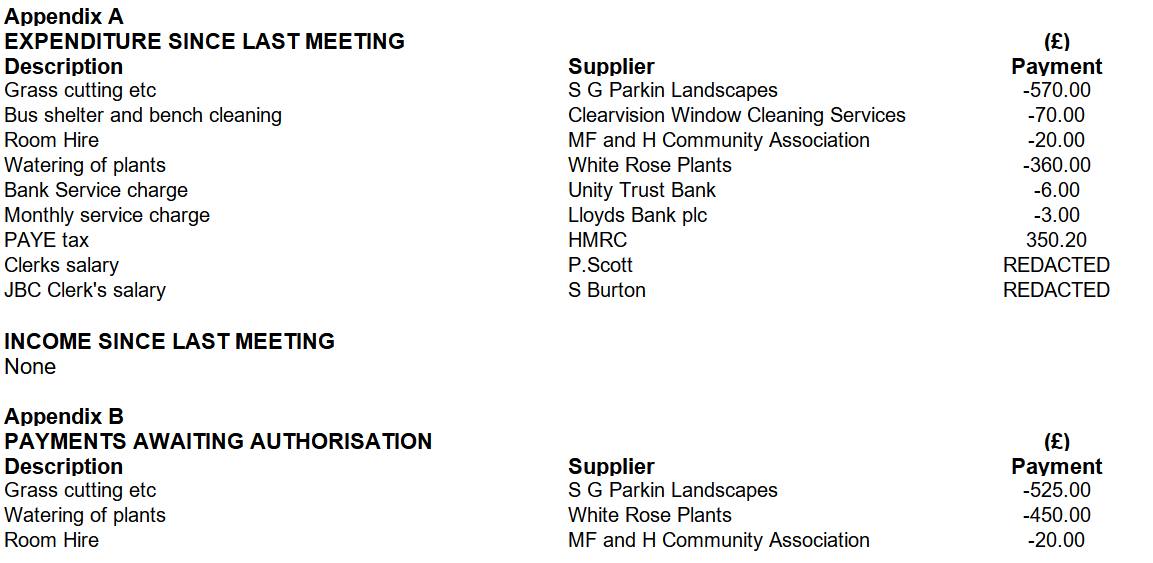 Appendix A
EXPENDITURE SINCE LAST MEETING (£)
Description Supplier Payment
Grass cutting etc S G Parkin Landscapes -570.00
Bus shelter and bench cleaning Clearvision Window Cleaning Services -70.00
Room Hire MF and H Community Association -20.00
Watering of plants White Rose Plants -360.00
Bank Service charge Unity Trust Bank -6.00
Monthly service charge Lloyds Bank plc -3.00
PAYE tax HMRC 350.20
Clerks salary P.Scott REDACTED
JBC Clerk's salary S Burton REDACTED
INCOME SINCE LAST MEETING
None
Appendix B
PAYMENTS AWAITING AUTHORISATION (£)
Description Supplier Payment
Grass cutting etc S G Parkin Landscapes -525.00
Watering of plants White Rose Plants -450.00
Room Hire MF and H Community Association -20.00